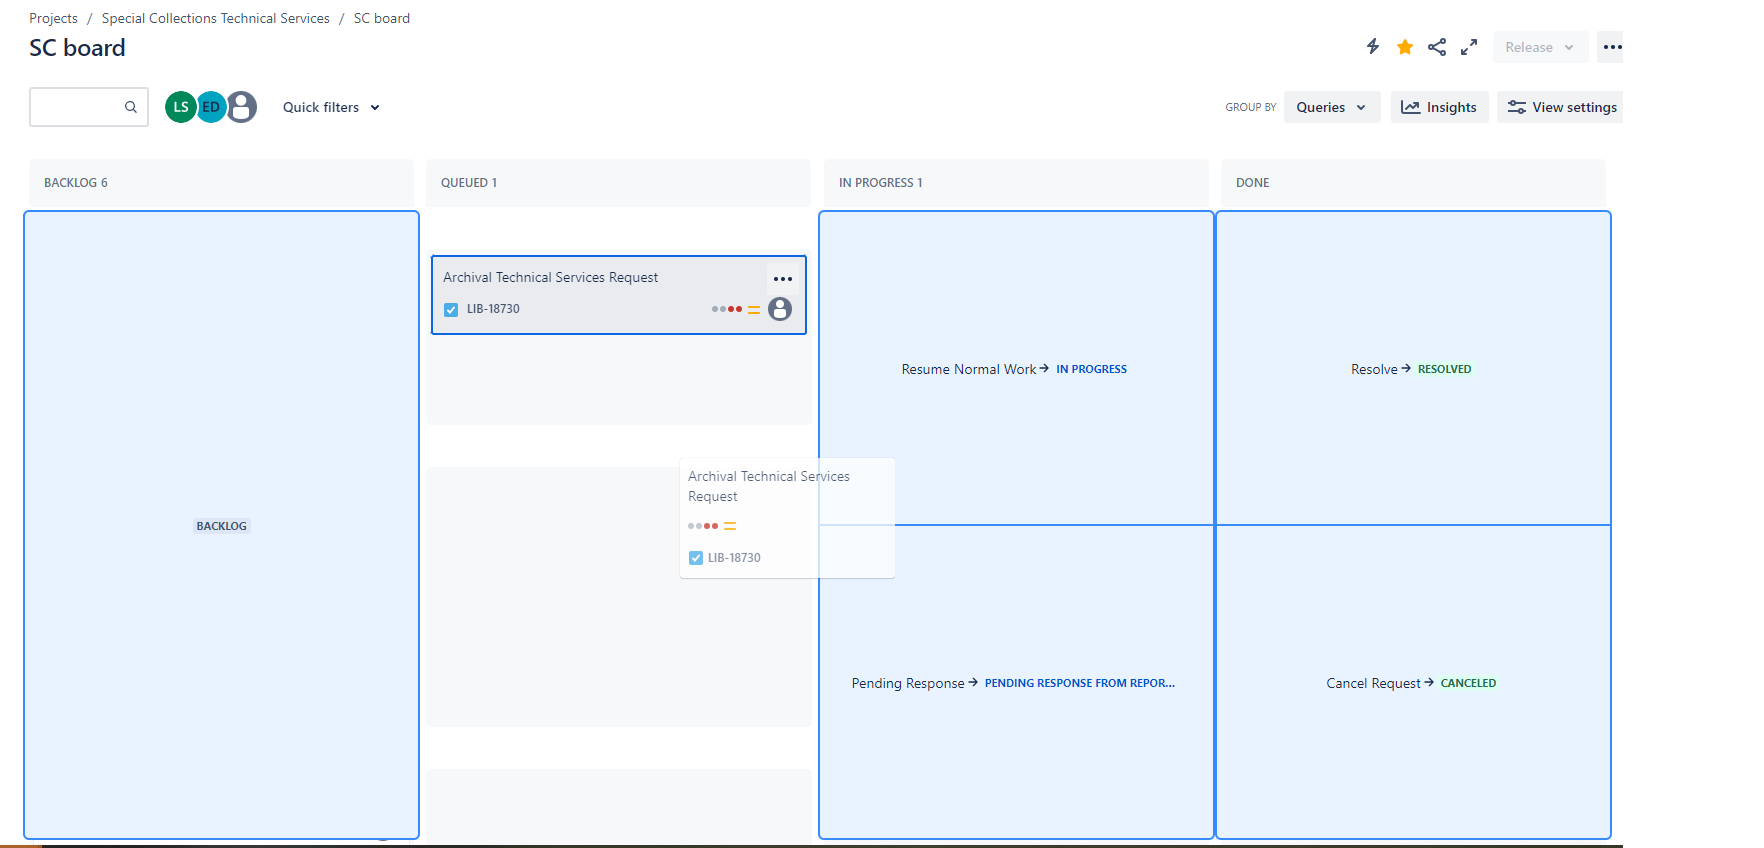 Projects / Special Collections Technical Services / SC board
SC board
Release
LS ED
Quick filters
GROUP BY Queries
Insights
View settings
BACKLOG 6
QUEUED 1
IN PROGRESS 1
DONE
Archival Technical Services Request
LIB-18730
Resume Normal Work → IN PROGRESS
Resolve → RESOLVED
Archival Technical Services
Request
LIB-18730
BACKLOG
Pending Response → PENDING RESPONSE FROM REPOR...
Cancel Request → CANCELED